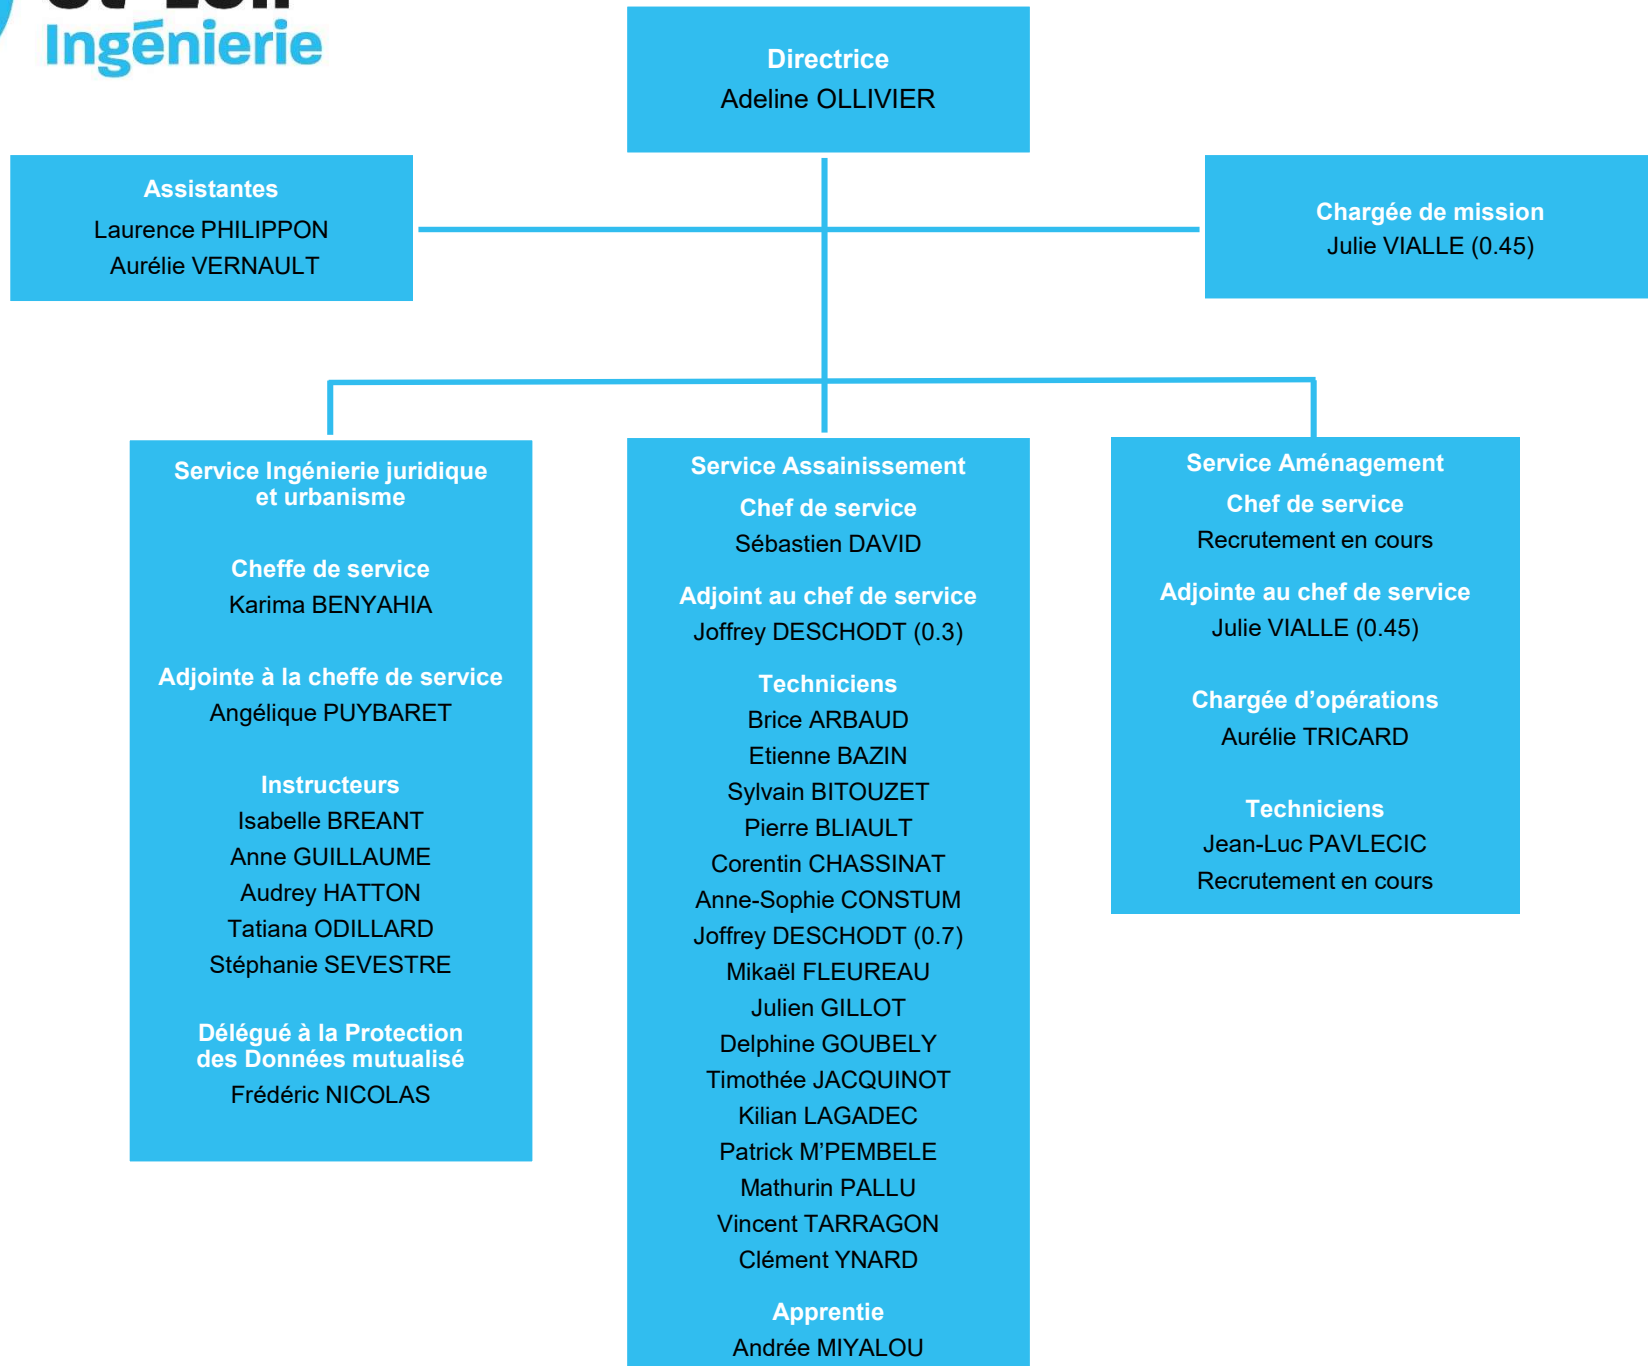 Ingénierie
Directrice
Adeline OLLIVIER
Assistantes
Laurence PHILIPPON
Aurélie VERNAULT
Chargée de mission
Julie VIALLE (0.45)
Service Ingénierie juridique
et urbanisme
Cheffe de service
Karima BENYAHIA
Adjointe à la cheffe de service
Angélique PUYBARET
Instructeurs
Isabelle BREANT
Anne GUILLAUME
Audrey HATTON
Tatiana ODILLARD
Stéphanie SEVESTRE
Délégué à la Protection
des Données mutualisé
Frédéric NICOLAS
Service Assainissement
Chef de service
Sébastien DAVID
Adjoint au chef de service
Joffrey DESCHODT (0.3)
Techniciens
Brice ARBAUD
Etienne BAZIN
Sylvain BITOUZET
Pierre BLIAULT
Corentin CHASSINAT
Anne-Sophie CONSTUM
Joffrey DESCHODT (0.7)
Mikaël FLEUREAU
Julien GILLOT
Delphine GOUBELY
Timothée JACQUINOT
Kilian LAGADEC
Patrick M’PEMBELE
Mathurin PALLU
Vincent TARRAGON
Clément YNARD
Apprentie
Andrée MIYALOU
Service Aménagement
Chef de service
Recrutement en cours
Adjointe au chef de service
Julie VIALLE (0.45)
Chargée d’opérations
Aurélie TRICARD
Techniciens
Jean-Luc PAVLECIC
Recrutement en cours